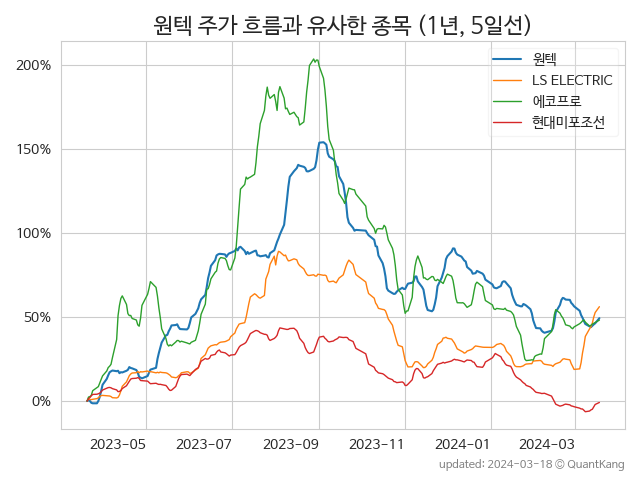 원텍 주가 흐름과 유사한 종목 (1년, 5일선)
원텍
LS ELECTRIC
에코프로
현대미포조선
200%
150%
100%
50%
0%
2023-05 2023-07 2023-09 2023-11 2024-01 2024-03
updated: 2024-03-18 © QuantKang